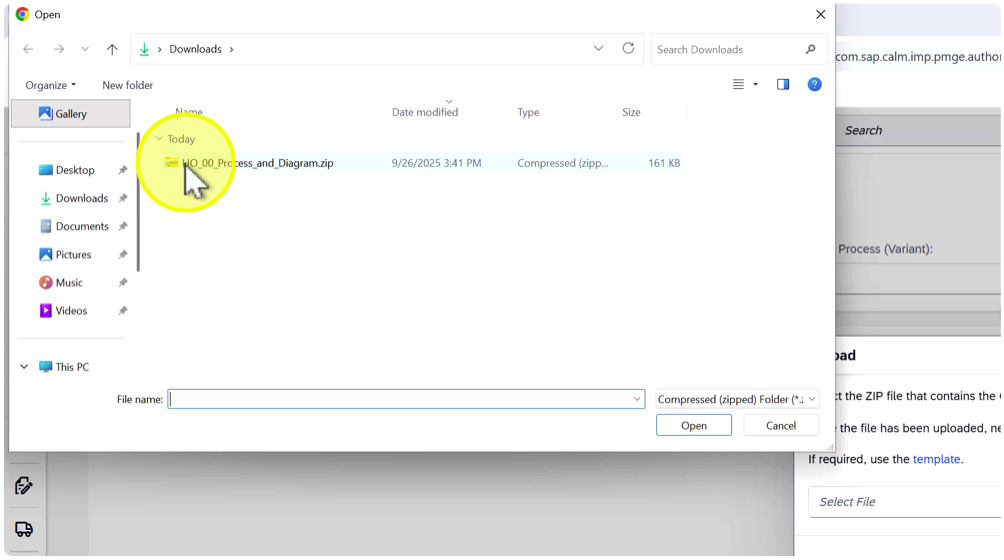 Open
Downloads
Search Downloads
com.sap.calm.imp.pmge.author
Organize
New folder
Gallery
Name
Date modified
Type
Size
Search
Today
_00_Process_and_Diagram.zip
9/26/2025 3:41 PM
Compressed (zipp...
161 KB
Desktop
Downloads
Documents
Pictures
Music
Videos
Process (Variant):
This PC
File name:
Compressed (zipped) Folder (*.z
Open
Cancel
oad
ct the ZIP file that contains the
the file has been uploaded, ne
If required, use the template.
Select File